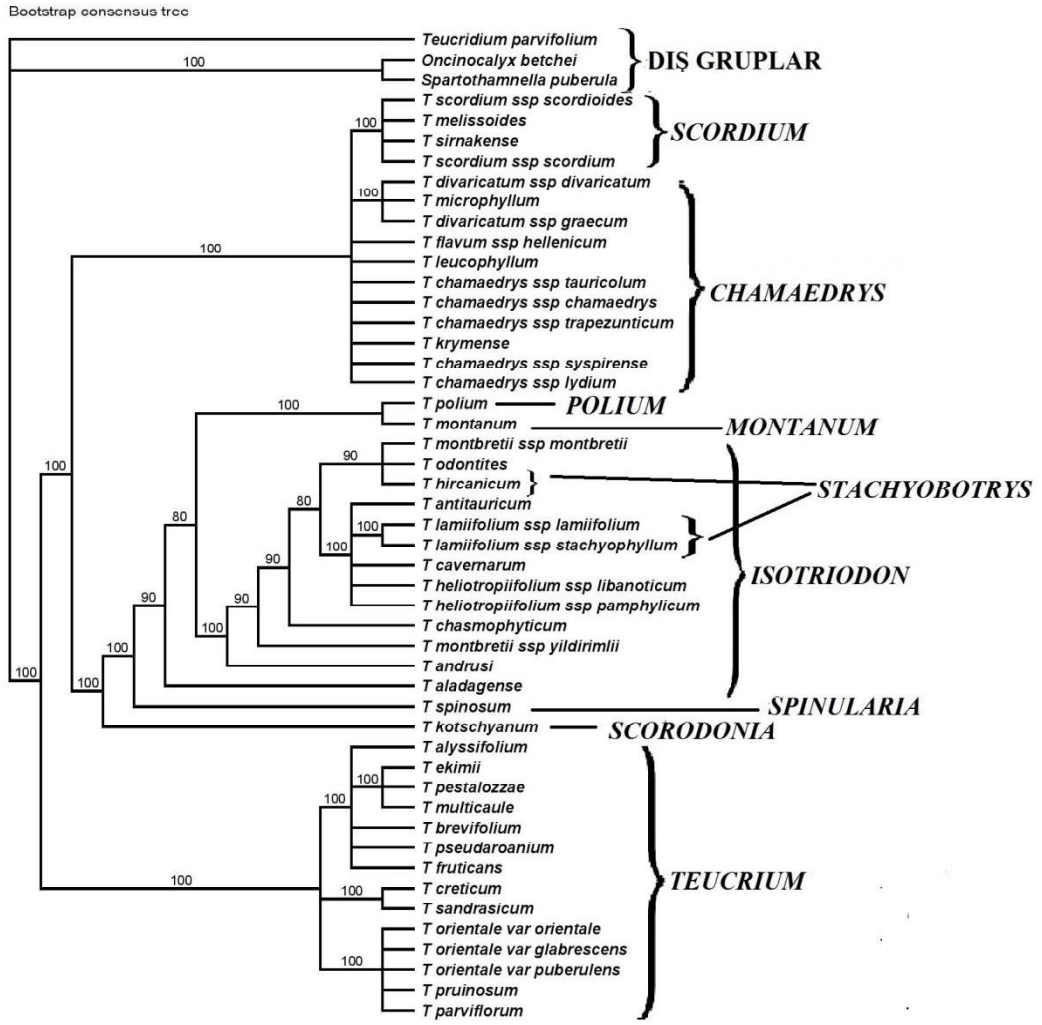 Bootstrap consensus tree
Teucridium parvifolium
Oncinocalyx betchei
Spartothamnella puberula
DIŞ GRUPLAR
100
T scordium ssp scordioides
T melissoides
T sirnakense
T scordium ssp scordium
SCORDIUM
100
T divaricatum ssp divaricatum
T microphyllum
T divaricatum ssp graecum
T flavum ssp hellenicum
T leucophyllum
T chamaedrys ssp tauricolum
T chamaedrys ssp chamaedrys
T chamaedrys ssp trapezunticum
T krymense
T chamaedrys ssp syspirense
T chamaedrys ssp lydium
CHAMAEDRYS
100
100
T polium
POLIUM
T montanum
MONTANUM
100
T montbretii ssp montbretii
T odontites
T hircanicum
90
STACHYOBOTRYS
T antitauricum
T lamiifolium ssp lamiifolium
T lamiifolium ssp stachyophyllum
100
T cavernarum
T heliotropiifolium ssp libanoticum
T heliotropiifolium ssp pamphylicum
100
ISOTRIODON
80
T chasmophyticum
90
T montbretii ssp yildirimlii
90
T andrusi
100
80
T aladagense
90
T spinosum
SPINULARIA
100
T kotschyanum
SCORODONIA
100
100
100
T alyssifolium
T ekimii
T pestalozzae
T multicaule
100
T brevifolium
T pseudaroanium
T fruticans
100
T creticum
T sandrasicum
100
T orientale var orientale
T orientale var glabrescens
T orientale var puberulens
T pruinosum
T parviflorum
100
100
TEUCRIUM